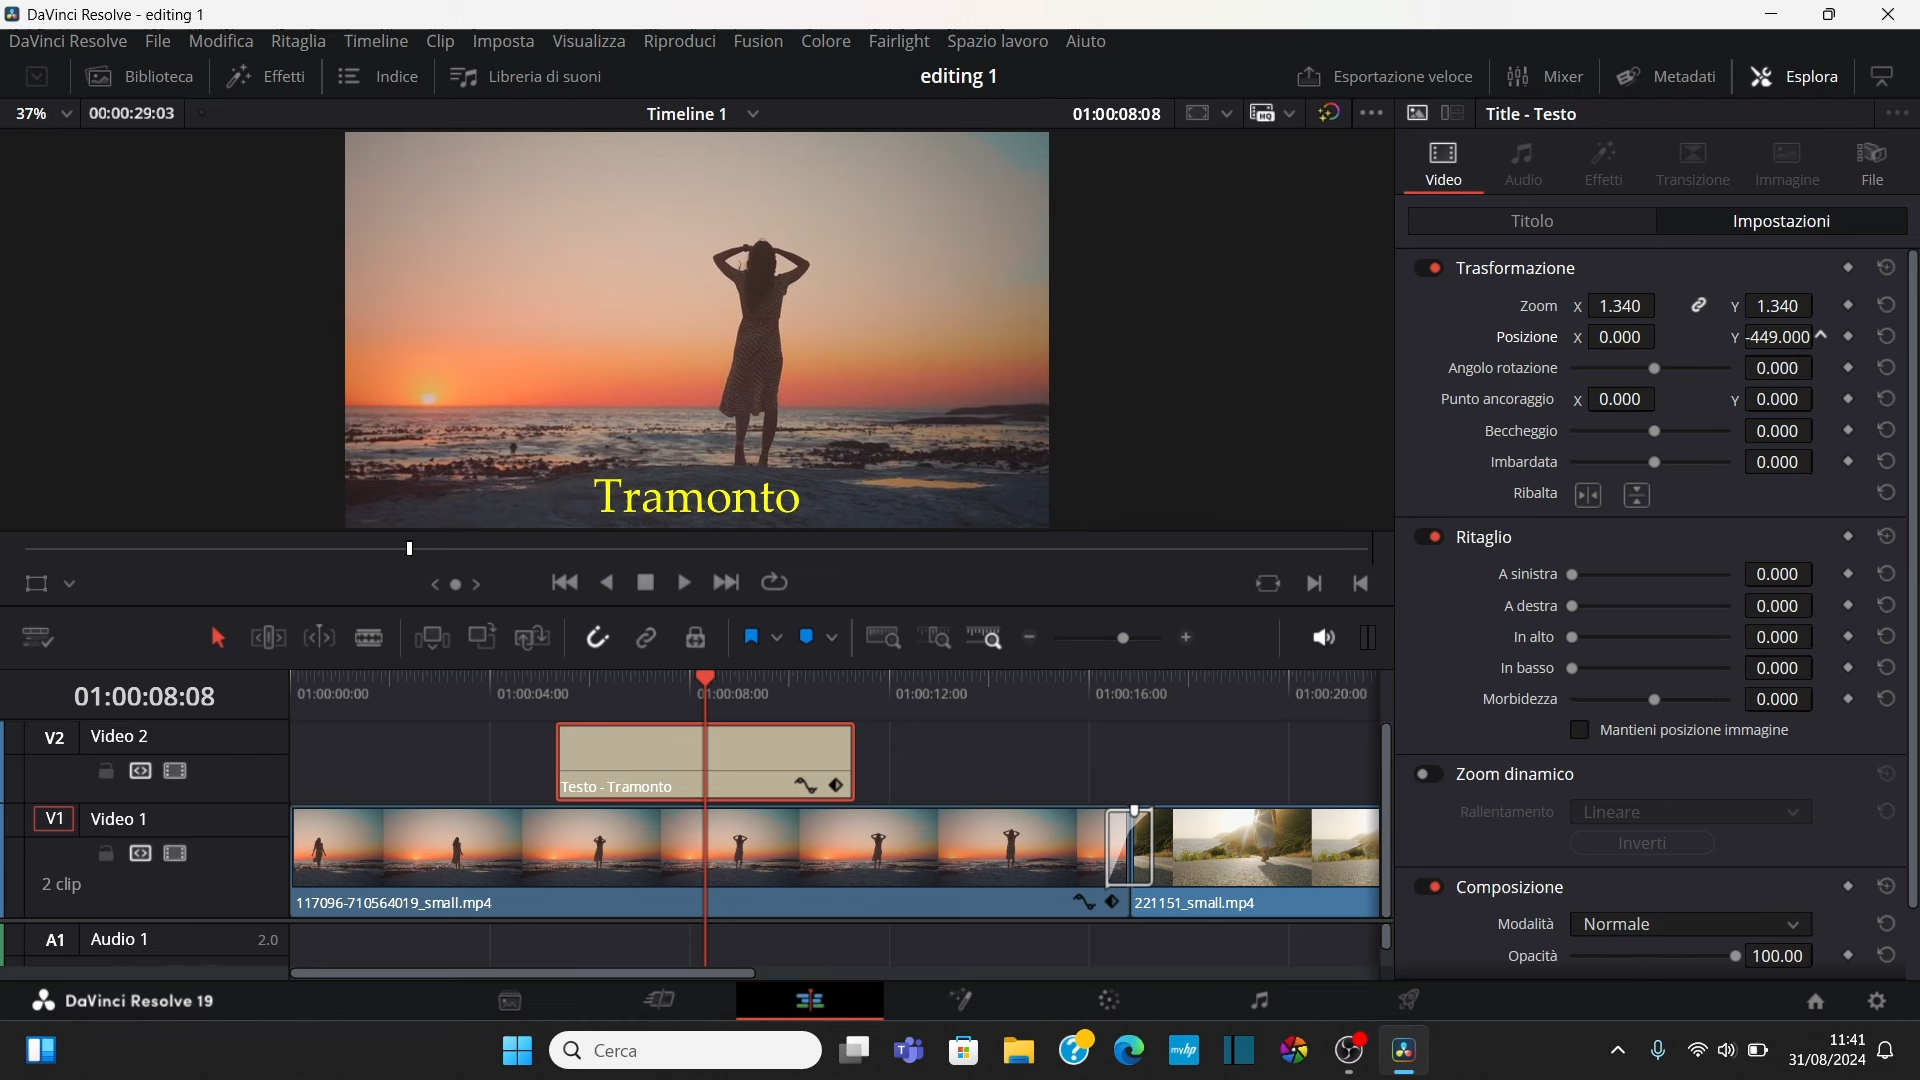 DaVinci Resolve - editing 1
DaVinci Resolve File Modifica Ritaglia Timeline Clip Imposta Visualizza Riproduci Fusion Colore Fairlight Spazio lavoro Aiuto
Biblioteca Effetti Indice Libreria di suoni editing 1 Esportazione veloce Mixer Metadati Esplora
37% 00:00:29:03 Timeline 1 01:00:08:08 HQ Title - Testo
Video Audio Effetti Transizione Immagine File
Titolo Impostazioni
Trasformazione
Zoom X 1.340 Y 1.340
Posizione X 0.000 Y -449.000
Angolo rotazione 0.000
Punto ancoraggio X 0.000 Y 0.000
Beccheggio 0.000
Imbardata 0.000
Ribalta
Tramonto
Ritaglio
A sinistra 0.000
A destra 0.000
In alto 0.000
In basso 0.000
Morbidezza 0.000
Mantieni posizione immagine
Zoom dinamico
Rallentamento Lineare
Inverti
Composizione
Modalità Normale
Opacità 100.00
01:00:08:08 01:00:00:00 01:00:04:00 01:00:08:00 01:00:12:00 01:00:16:00 01:00:20:00
V2 Video 2
Testo - Tramonto
V1 Video 1
2 clip
117096-710564019_small.mp4 221151_small.mp4
A1 Audio 1 2.0
DaVinci Resolve 19
Cerca
myhp
11:41
31/08/2024